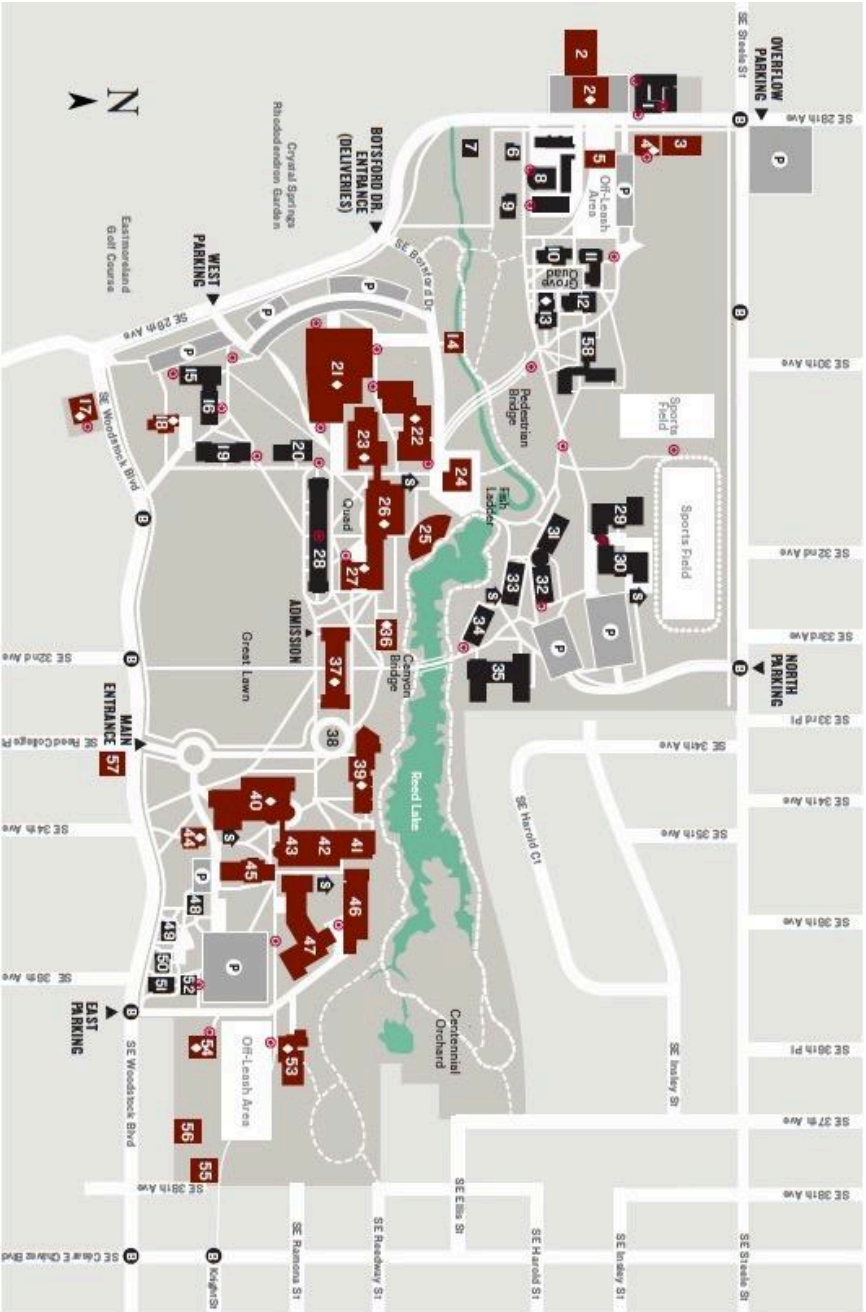 SE 28th Ave
SE 30th Ave
SE 32nd Ave
SE 33rd Ave
SE 33rd Pl
SE 34th Ave
SE 36th Ave
SE 36th Pl
SE 37th Ave
SE 38th Ave
OVERFLOW
PARKING
P
NORTH
PARKING
SE Steele St
B
B
B
SE Steele St
3
Sports Field
SE 34th Ave
SE 35th Ave
SE Insley St
Sports
Field
1
4
P
29
30
S
P
SE Insley St
2
2
5
Off-Leash
Area
11
12
58
Grove
Quad
10
13
8
6
9
7
Pedestrian
Bridge
31
32
33
34
35
P
S
SE Harold Ct
SE Harold St
Fish
Ladder
14
24
25
SE Botsford Dr
BOTSFORD DR.
ENTRANCE
(DELIVERIES)
Reed Lake
Canyon
Bridge
Centennial
Orchard
SE Ellis St
SE Reedway St
P
P
P
22
S
21
23
26
27
36
37
38
39
41
42
43
46
47
S
53
SE Ramona St
Quad
20
28
ADMISSION
Crystal Springs
Rhododendron Garden
WEST
PARKING
SE 28th Ave
15
16
18
19
Great Lawn
40
S
45
44
P
48
P
49
50
51
52
54
Off-Leash Area
56
55
SE 38th Ave
B
Knight St
Eastmoreland
Golf Course
N
17
SE Woodstock Blvd
B
B
MAIN
ENTRANCE
57
B
EAST
PARKING
SE Woodstock Blvd
B
SE 32nd Ave
SE Reed College Pl
SE 34th Ave
SE 36th Ave
SE César E Chávez Blvd